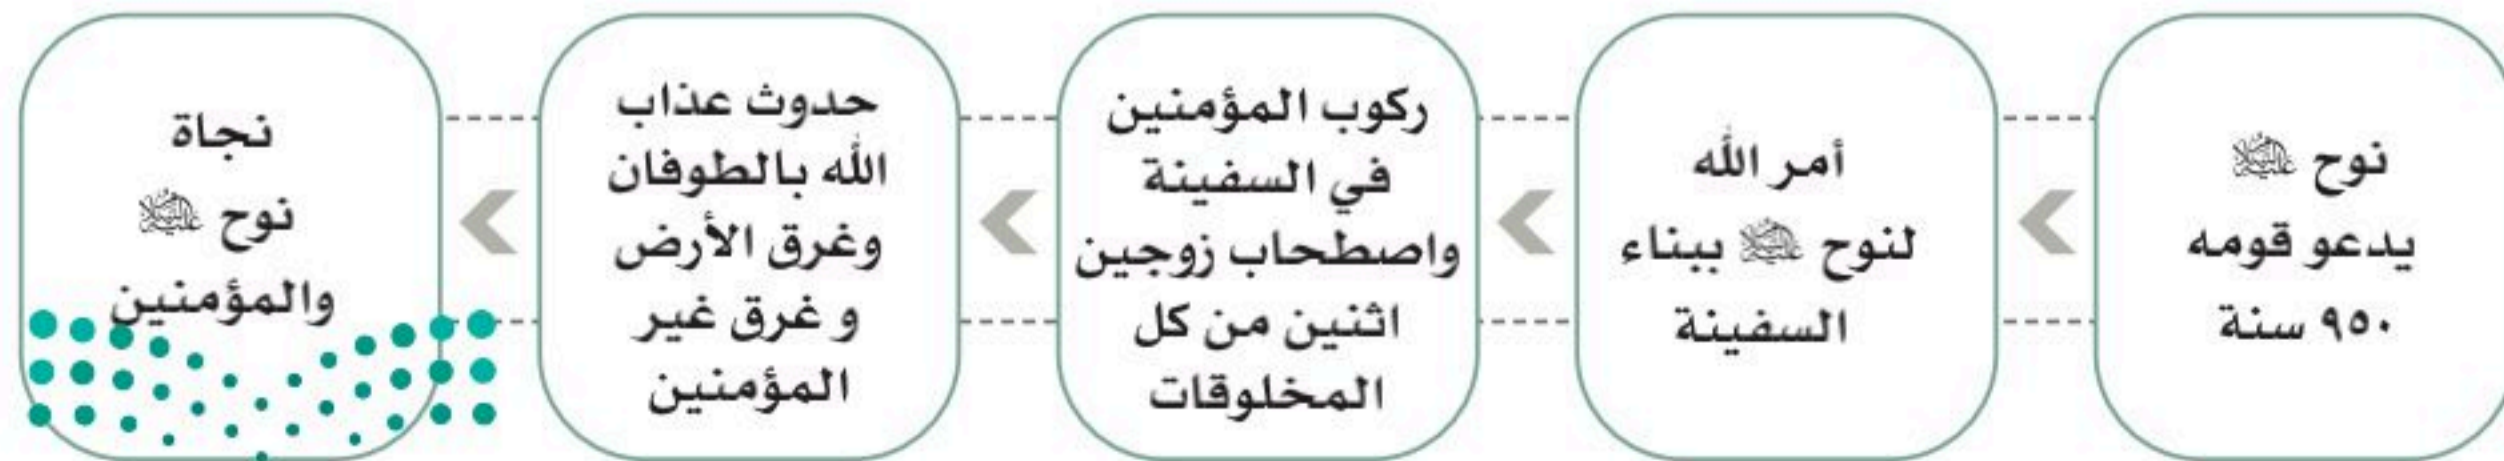 نوح عليه السلام
يدعو قومه
٩٥٠ سنة
أمر الله
لنوح عليه السلام ببناء
السفينة
ركوب المؤمنين
في السفينة
واصطحاب زوجين
اثنين من كل
المخلوقات
حدوث عذاب
الله بالطوفان
وغرق الأرض
و غرق غير
المؤمنين
نجاة
نوح عليه السلام
والمؤمنين